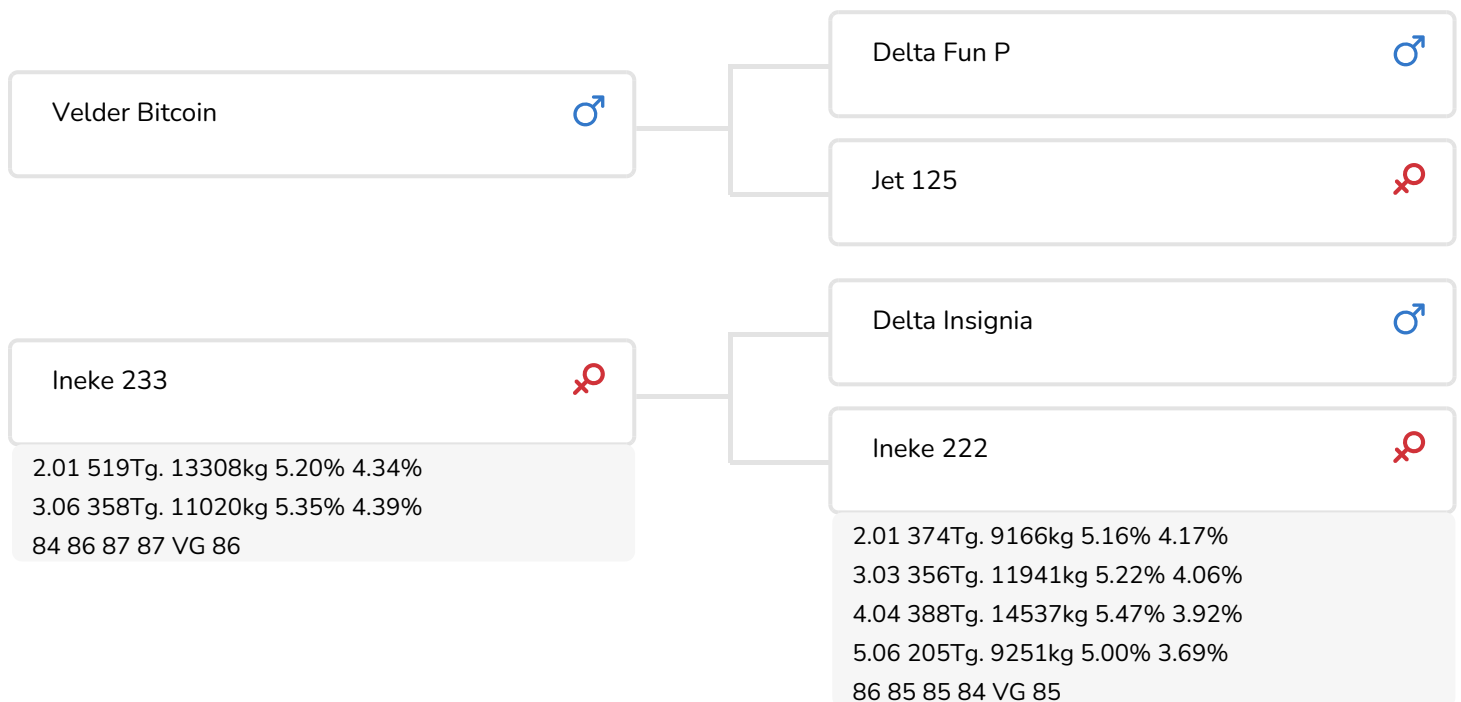 Velder Bitcoin
Delta Fun P
Jet 125
Ineke 233
2.01 519Tg. 13308kg 5.20% 4.34%
3.06 358Tg. 11020kg 5.35% 4.39%
84 86 87 87 VG 86
Delta Insignia
Ineke 222
2.01 374Tg. 9166kg 5.16% 4.17%
3.03 356Tg. 11941kg 5.22% 4.06%
4.04 388Tg. 14537kg 5.47% 3.92%
5.06 205Tg. 9251kg 5.00% 3.69%
86 85 85 84 VG 85